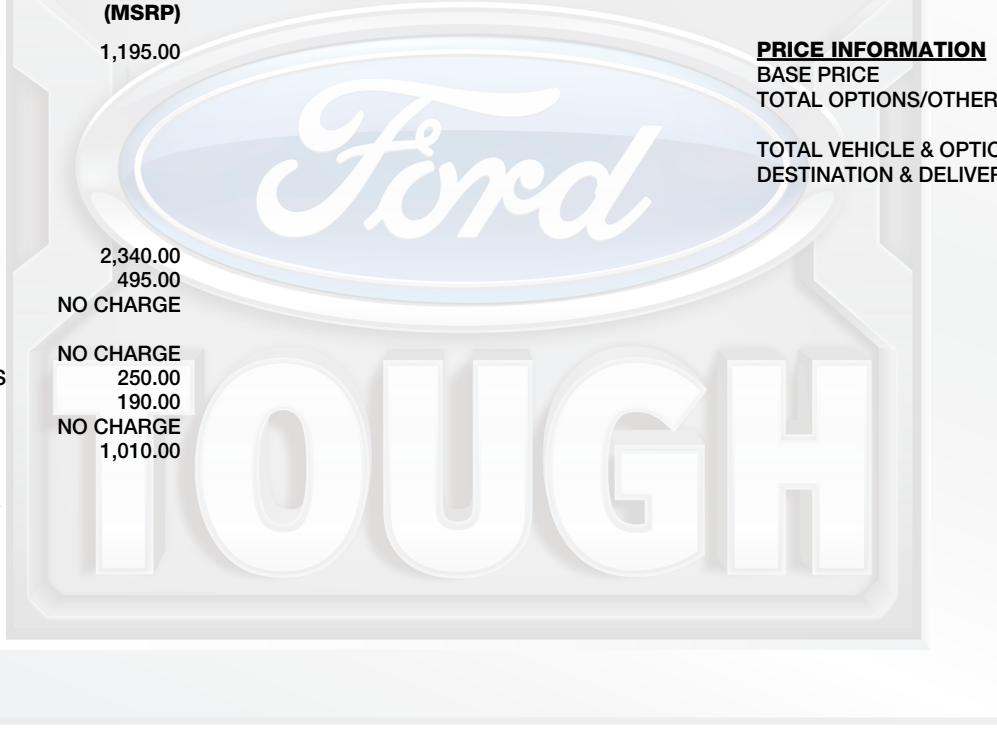 (MSRP)
1,195.00
2,340.00
495.00
NO CHARGE
NO CHARGE
S
250.00
190.00
NO CHARGE
1,010.00
PRICE INFORMATION
BASE PRICE
TOTAL OPTIONS/OTHER
TOTAL VEHICLE & OPTIO
DESTINATION & DELIVER
Ford
TOUGH